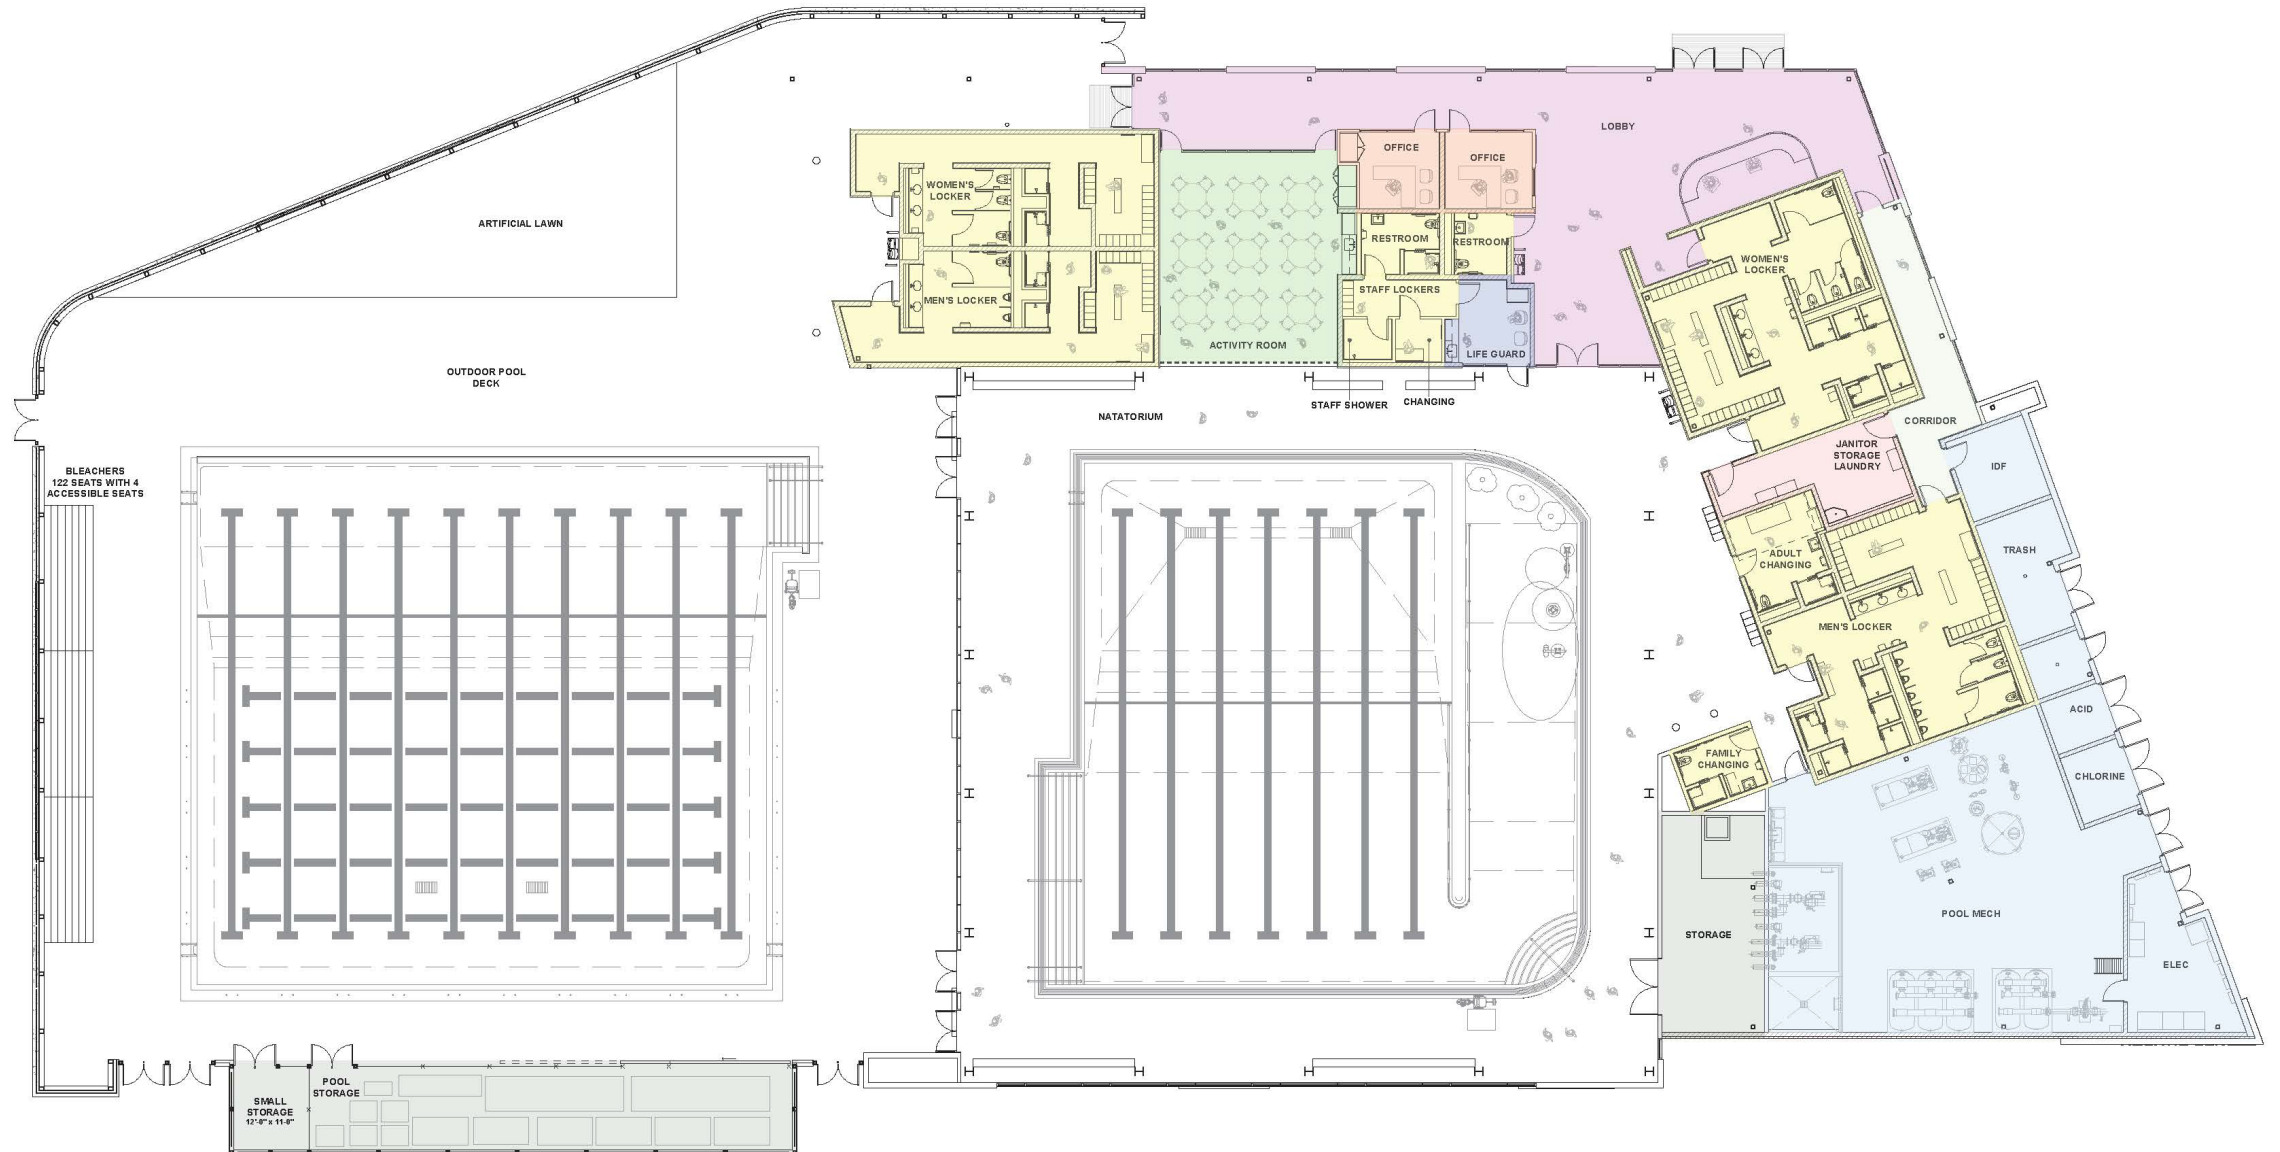 LOBBY
OFFICE
OFFICE
WOMEN'S
LOCKER
ARTIFICIAL LAWN
RESTROOM
RESTROOM
WOMEN'S
LOCKER
STAFF LOCKERS
MEN'S LOCKER
ACTIVITY ROOM
LIFE GUARD
OUTDOOR POOL
DECK
STAFF SHOWER
CHANGING
NATATORIUM
CORRIDOR
JANITOR
STORAGE
LAUNDRY
IDF
BLEACHERS
122 SEATS WITH 4
ACCESSIBLE SEATS
TRASH
ADULT
CHANGING
MEN'S LOCKER
ACID
FAMILY
CHANGING
CHLORINE
POOL MECH
STORAGE
ELEC
POOL
STORAGE
SMALL
STORAGE
12'-0" x 11-0"